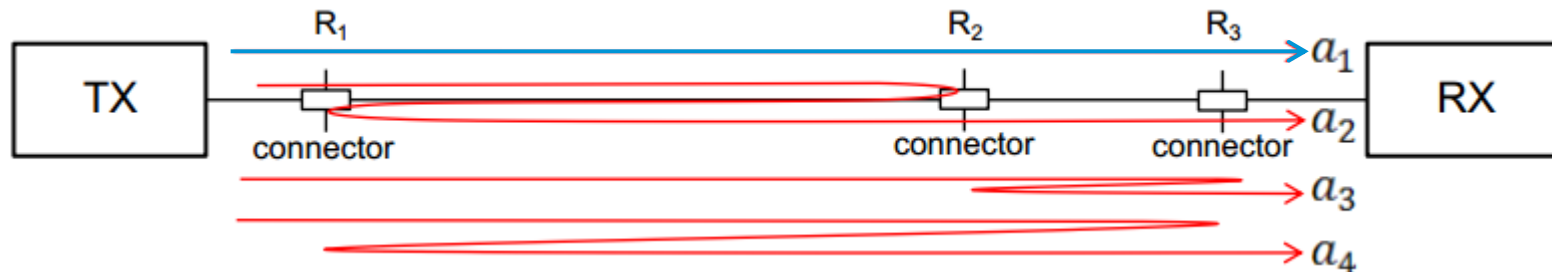 R₁ R₂ R₃ a₁
TX RX
a₂
connector connector connector
a₃
a₄